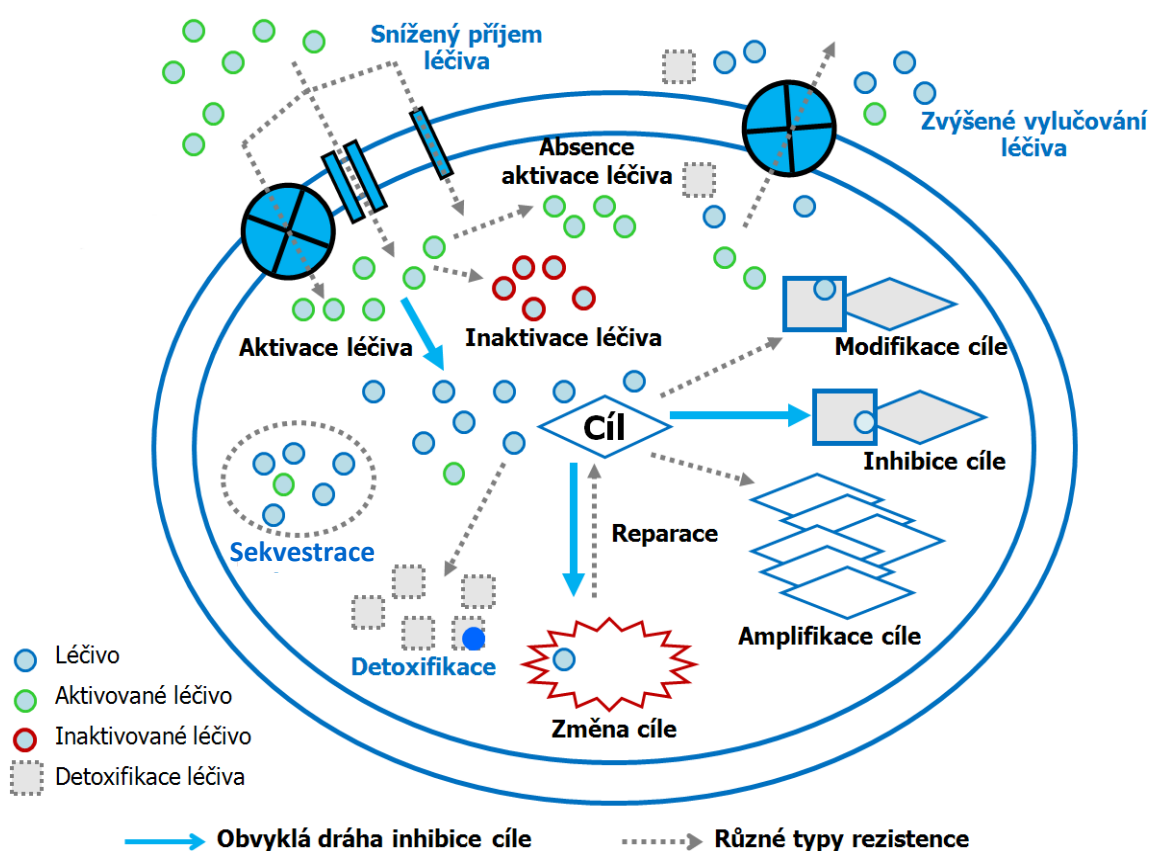 Snížený příjem
léčiva
Zvýšené vylučování
léčiva
Absence
aktivace léčiva
Aktivace léčiva
Inaktivace léčiva
Modifikace cíle
Cíl
Inhibice cíle
Sekvestrace
Reparace
Amplifikace cíle
Detoxifikace
Změna cíle
Léčivo
Aktivované léčivo
Inaktivované léčivo
Detoxifikace léčiva
Obvyklá dráha inhibice cíle
Různé typy rezistence